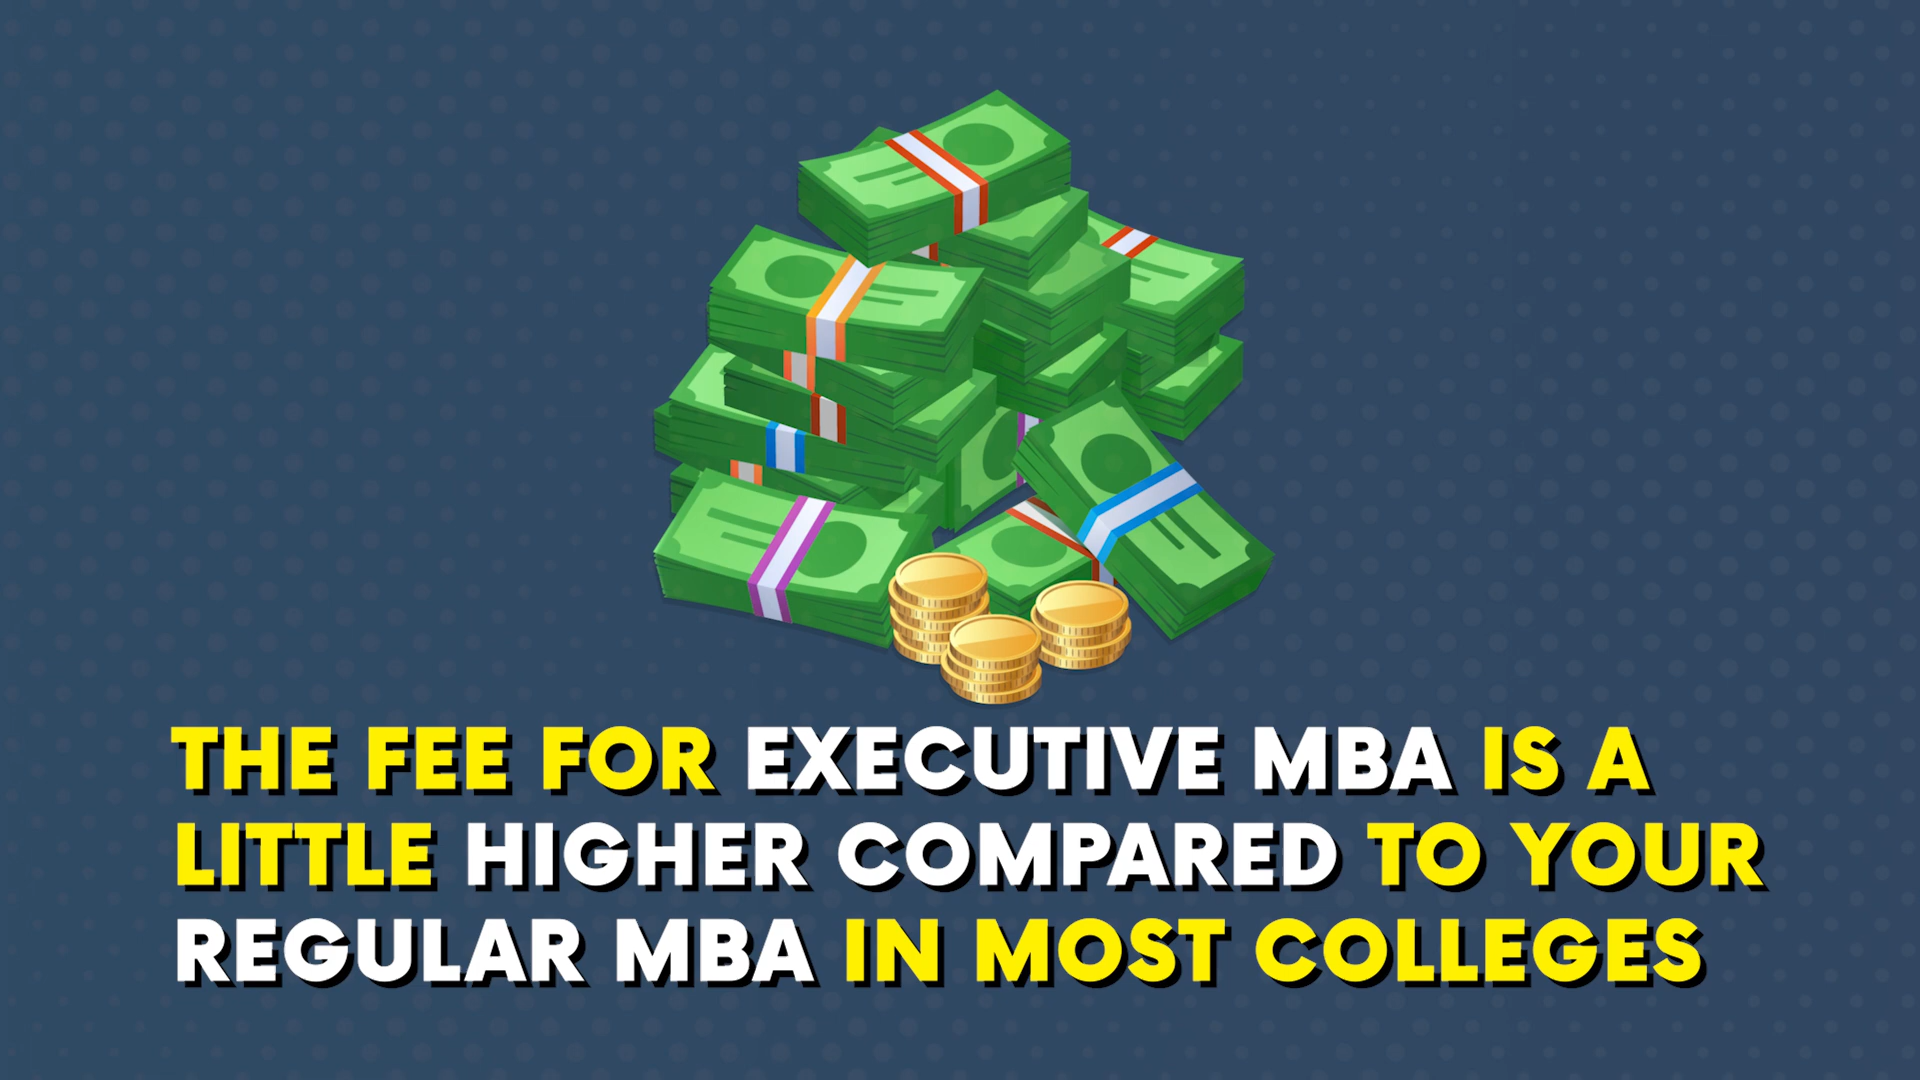 THE FEE FOR EXECUTIVE MBA IS A
LITTLE HIGHER COMPARED TO YOUR
REGULAR MBA IN MOST COLLEGES